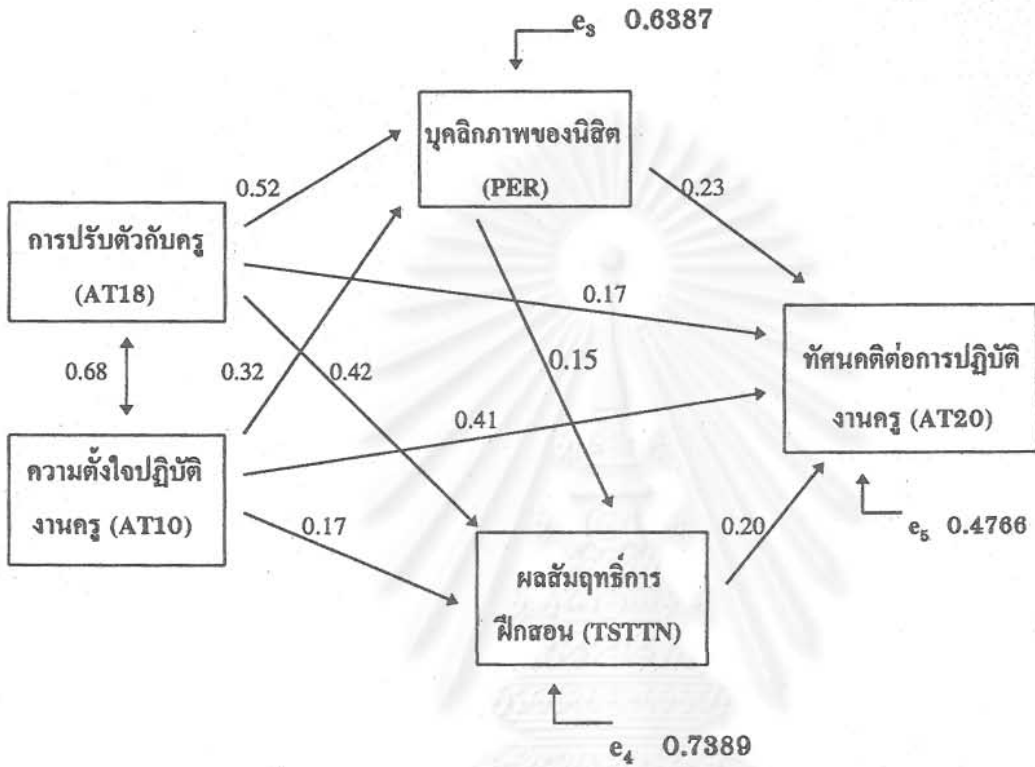 e₃ 0.6387
บุคลิกภาพของนิสิต
(PER)
0.52
0.23
การปรับตัวกับครู
(AT18)
0.17
ทัศนคติต่อการปฏิบัติ
งานครู (AT20)
0.68
0.32
0.42
0.15
0.41
ความตั้งใจปฏิบัติ
งานครู (AT10)
0.17
0.20
e₅ 0.4766
ผลสัมฤทธิ์การ
ฝึกสอน (TSTTN)
e₄ 0.7389